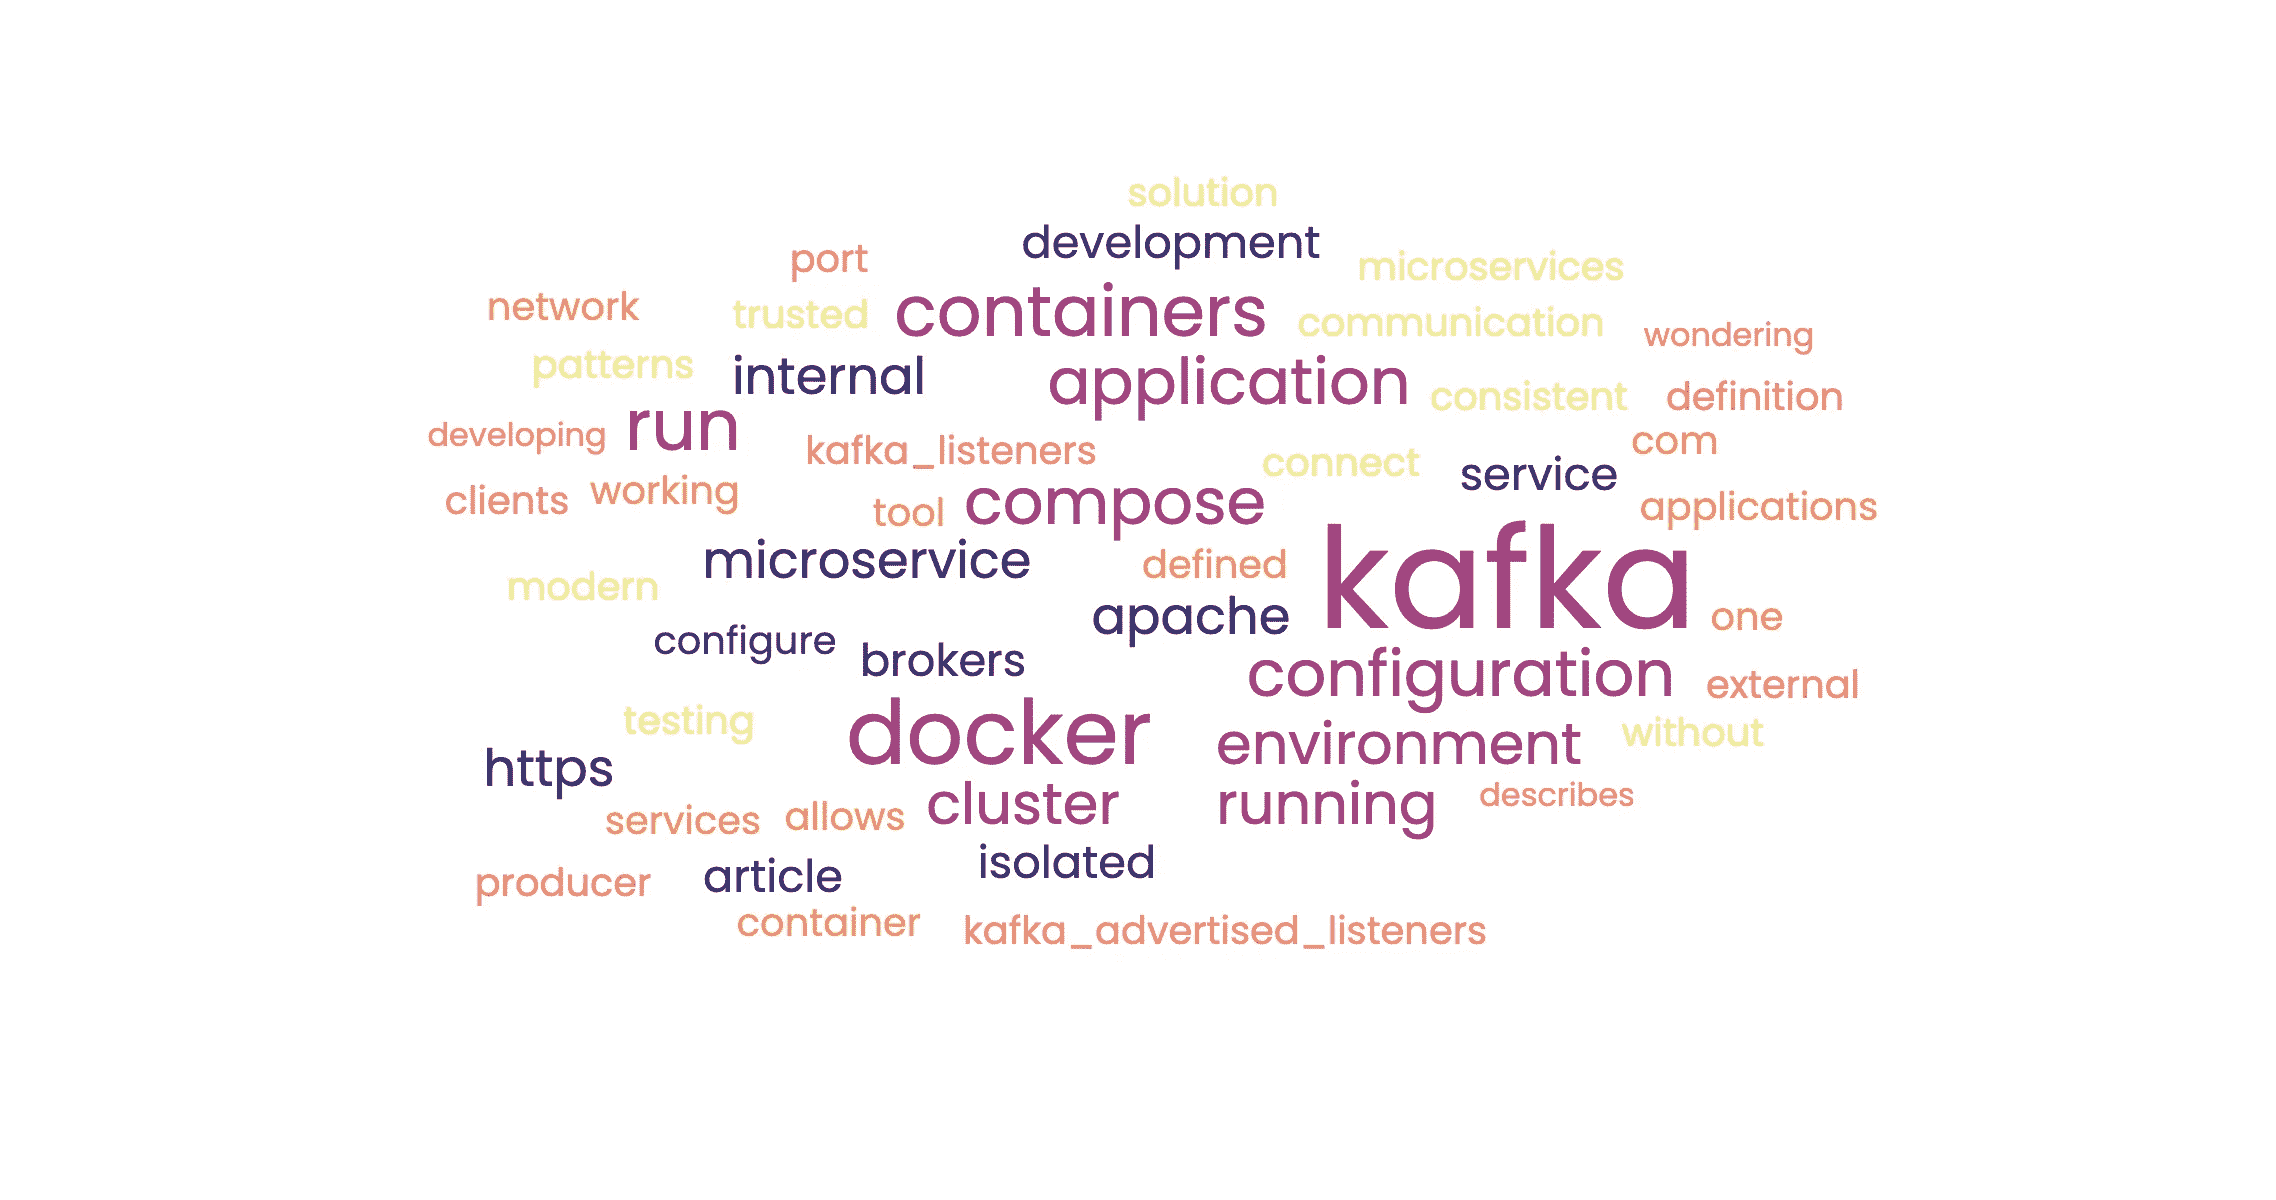 solution
development
port
microservices
network
trusted
containers
communication
wondering
patterns
internal
application
consistent
definition
developing
run
kafka_listeners
com
connect
service
clients
working
tool
compose
applications
microservice
defined
kafka
modern
apache
one
configure
brokers
configuration
external
testing
docker
environment
without
https
services
allows
cluster
running
describes
producer
article
isolated
container
kafka_advertised_listeners